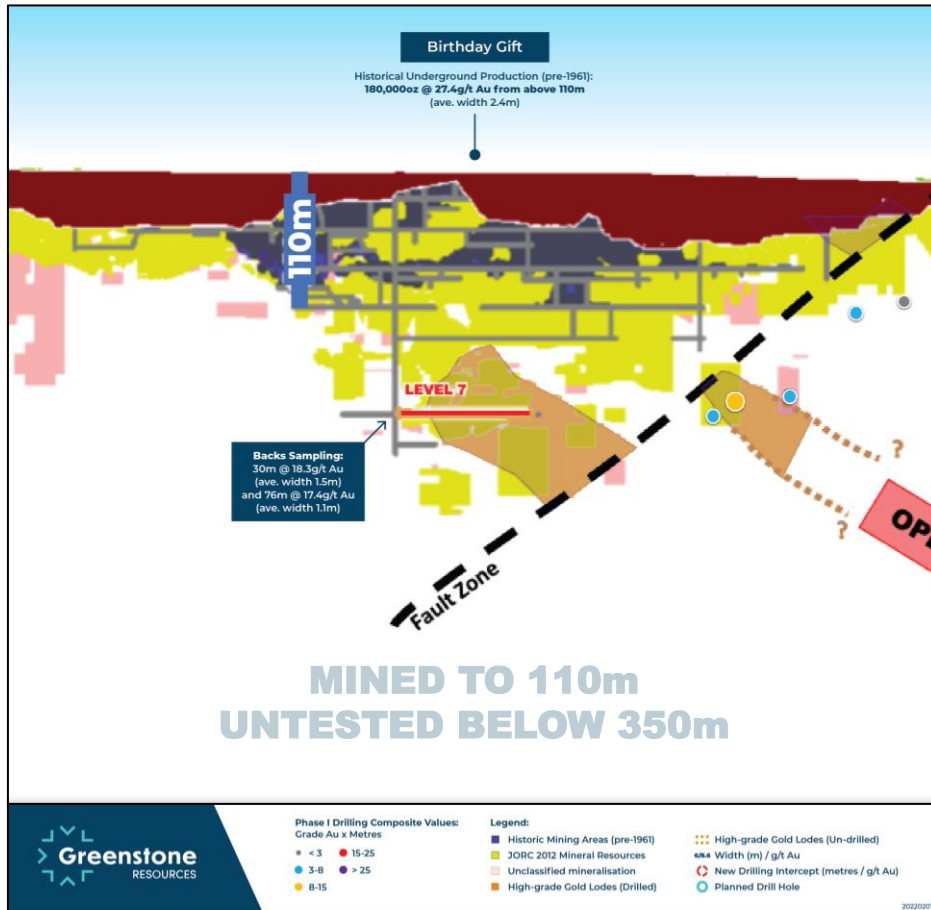 Birthday Gift
Historical Underground Production (pre-1961):
180,000oz @ 27.4g/t Au from above 110m
(ave. width 2.4m)
110m
LEVEL 7
Backs Sampling:
30m @ 18.3g/t Au
(ave. width 1.5m)
and 76m @ 17.4g/t Au
(ave. width 1.1m)
?
?
OPE
Fault Zone
MINED TO 110m
UNTESTED BELOW 350m
Greenstone
RESOURCES
Phase I Drilling Composite Values:
Grade Au x Metres
< 3
15-25
3-8
> 25
8-15
Legend:
Historic Mining Areas (pre-1961)
JORC 2012 Mineral Resources
Unclassified mineralisation
High-grade Gold Lodes (Drilled)
High-grade Gold Lodes (Un-drilled)
Width (m) / g/t Au
New Drilling Intercept (metres / g/t Au)
Planned Drill Hole